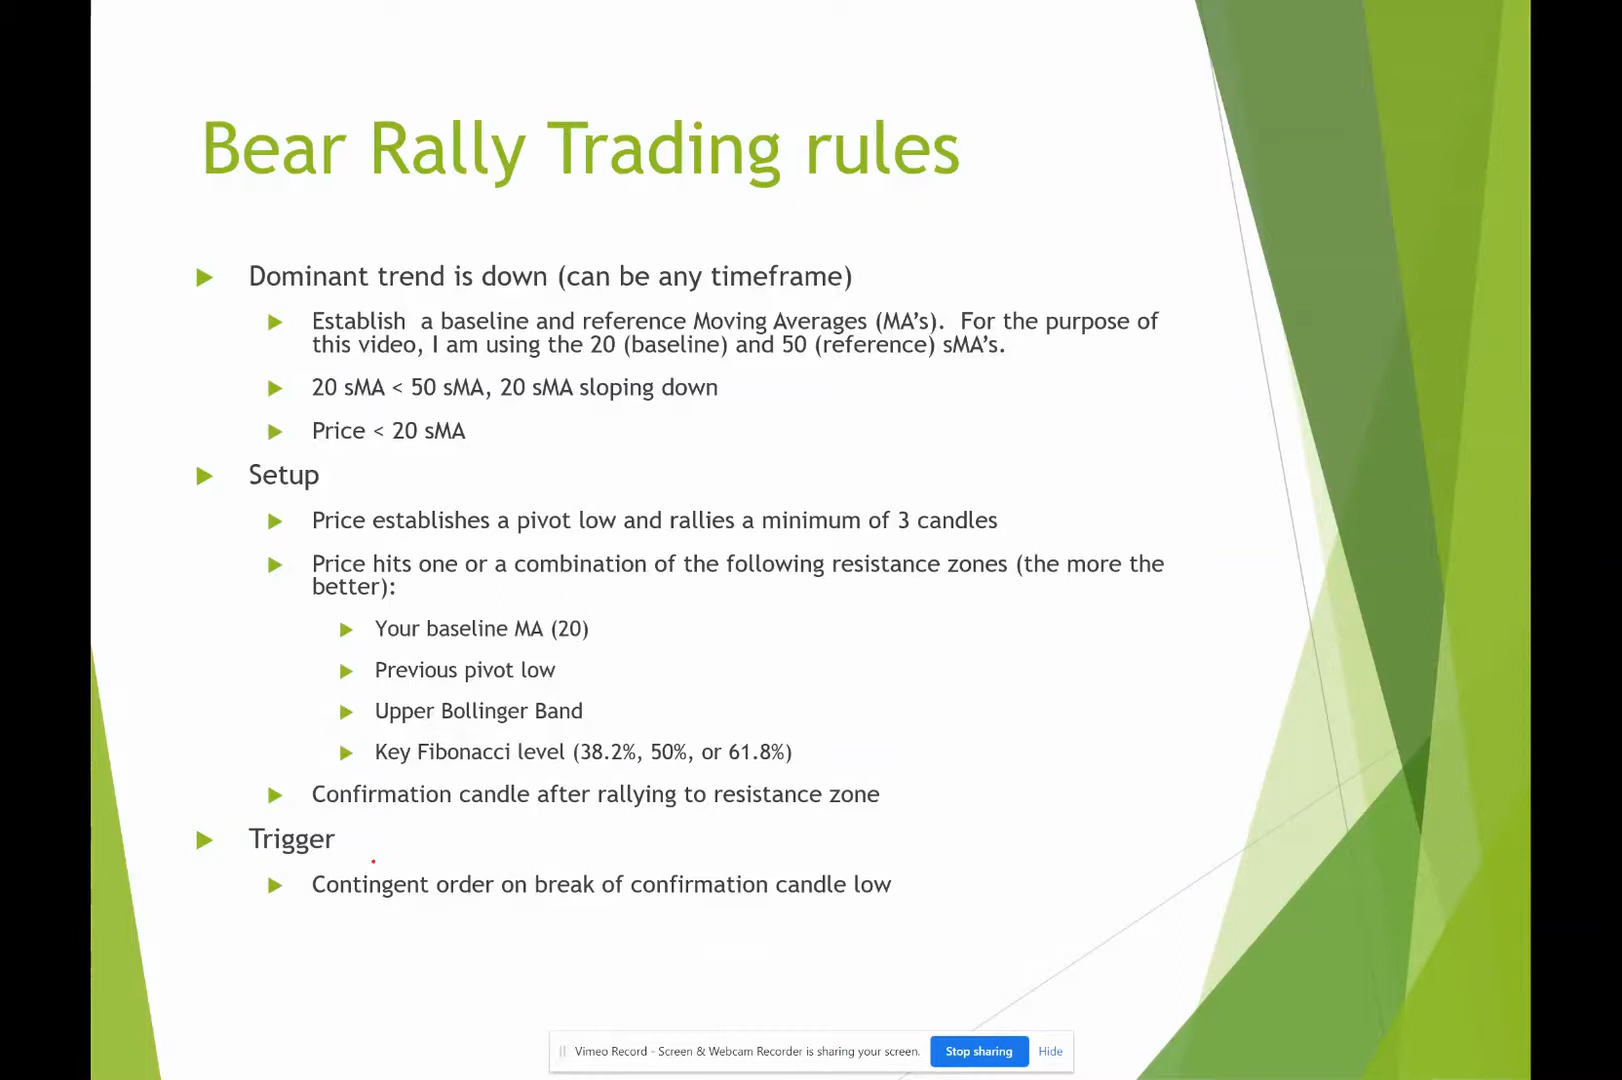 Bear Rally Trading rules
Dominant trend is down (can be any timeframe)
Establish a baseline and reference Moving Averages (MA's). For the purpose of
this video, I am using the 20 (baseline) and 50 (reference) sMA's.
20 sMA < 50 sMA, 20 sMA sloping down
Price < 20 sMA
Setup
Price establishes a pivot low and rallies a minimum of 3 candles
Price hits one or a combination of the following resistance zones (the more the
better):
Your baseline MA (20)
Previous pivot low
Upper Bollinger Band
Key Fibonacci level (38.2%, 50%, or 61.8%)
Confirmation candle after rallying to resistance zone
Trigger
Contingent order on break of confirmation candle low
Vimeo Record - Screen & Webcam Recorder is sharing your screen. Stop sharing Hide